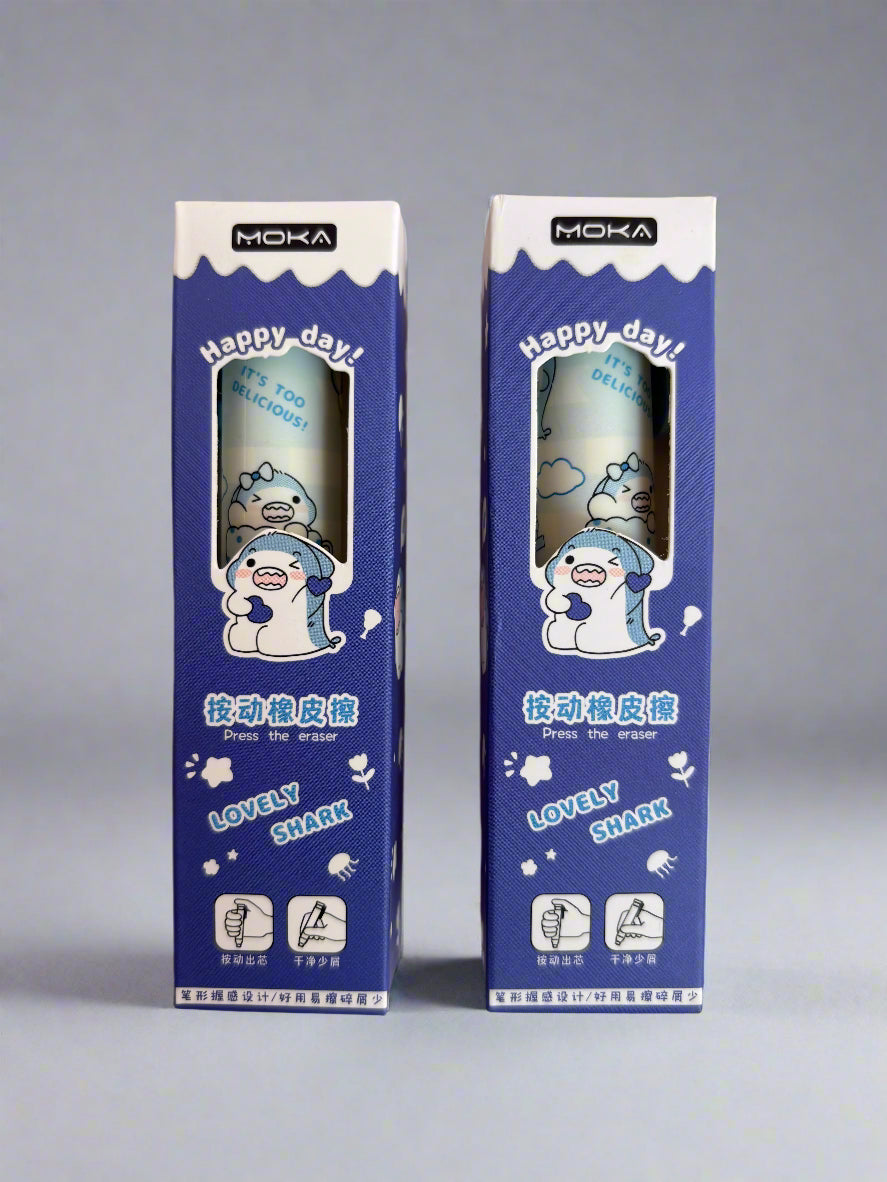 MOKA
Happy day!
IT'S TOO
DELICIOUS!
按动橡皮擦
Press the eraser
LOVELY
SHARK
按动出芯
干净少屑
笔形握感设计/好用易擦碎屑少
MOKA
Happy day!
IT'S TOO
DELICIOUS
按动橡皮擦
Press the eraser
LOVELY
SHARK
按动出芯
干净少屑
笔形握感设计/好用易擦碎屑少